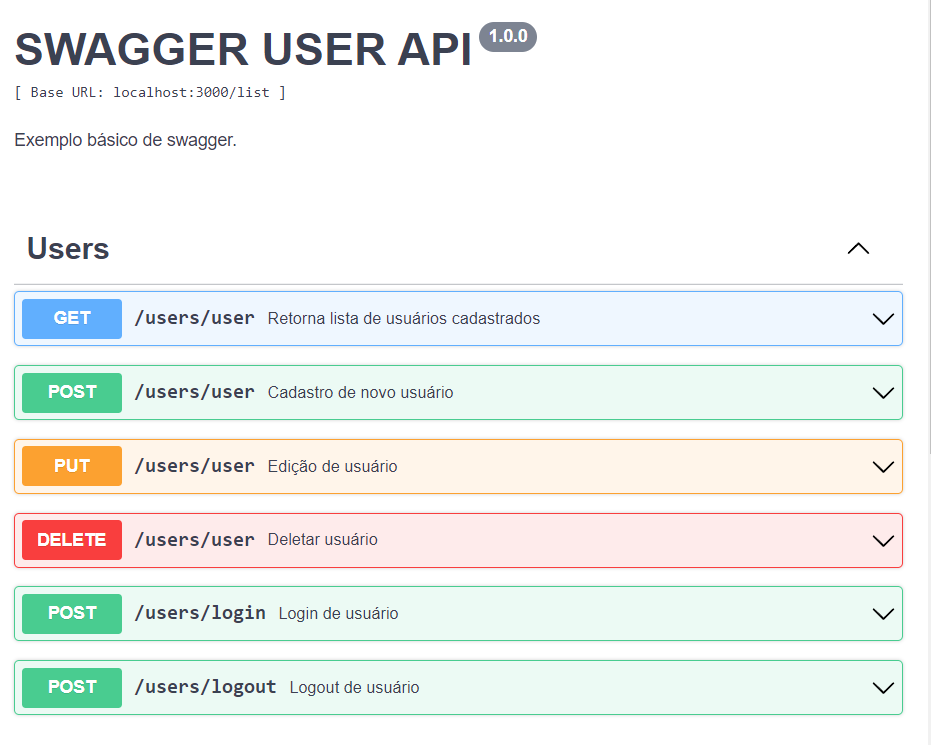 SWAGGER USER API 1.0.0
[ Base URL: localhost:3000/list ]
Exemplo básico de swagger.
Users
GET /users/user Retorna lista de usuários cadastrados
POST /users/user Cadastro de novo usuário
PUT /users/user Edição de usuário
DELETE /users/user Deletar usuário
POST /users/login Login de usuário
POST /users/logout Logout de usuário